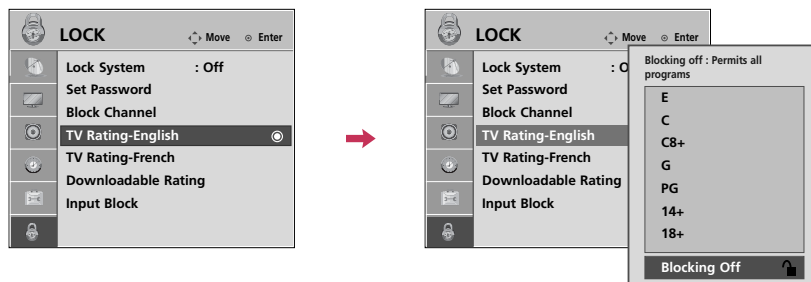 LOCK
Move Enter
Lock System : Off
Set Password
Block Channel
TV Rating-English
TV Rating-French
Downloadable Rating
Input Block
LOCK
Move Enter
Lock System : O
Set Password
Block Channel
TV Rating-English
TV Rating-French
Downloadable Rating
Input Block
Blocking off : Permits all
programs
E
C
C8+
G
PG
14+
18+
Blocking Off